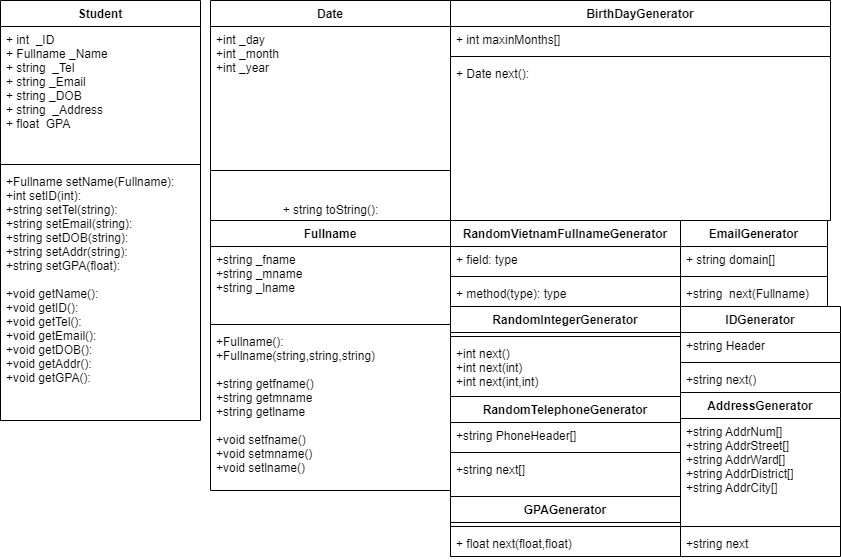 Student
+ int _ID
+ Fullname _Name
+ string _Tel
+ string _Email
+ string _DOB
+ string _Address
+ float GPA
+Fullname setName(Fullname):
+int setID(int):
+string setTel(string):
+string setEmail(string):
+string setDOB(string):
+string setAddr(string):
+string setGPA(float):
+void getName():
+void getID():
+void getTel():
+void getEmail():
+void getDOB():
+void getAddr():
+void getGPA():
Date
+int _day
+int _month
+int _year
+ string toString():
Fullname
+string _fname
+string _mname
+string _lname
+Fullname():
+Fullname(string,string,string)
+string getfname()
+string getmname
+string getlname
+void setfname()
+void setmname()
+void setlname()
BirthDayGenerator
+ int maxinMonths[]
+ Date next():
RandomVietnamFullnameGenerator
+ field: type
+ method(type): type
RandomIntegerGenerator
+int next()
+int next(int)
+int next(int,int)
RandomTelephoneGenerator
+string PhoneHeader[]
+string next[]
GPAGenerator
+ float next(float,float)
EmailGenerator
+ string domain[]
+string next(Fullname)
IDGenerator
+string Header
+string next()
AddressGenerator
+string AddrNum[]
+string AddrStreet[]
+string AddrWard[]
+string AddrDistrict[]
+string AddrCity[]
+string next